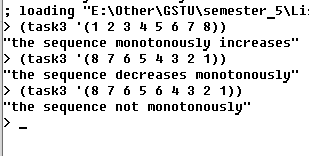 ; loading "E:\Other\GSTU\semester_5\Lis
> (task3 '(1 2 3 4 5 6 7 8))
"the sequence monotonously increases"
> (task3 '(8 7 6 5 4 3 2 1))
"the sequence decreases monotonously"
> (task3 '(8 7 6 5 6 4 3 2 1))
"the sequence not monotonously"
> _